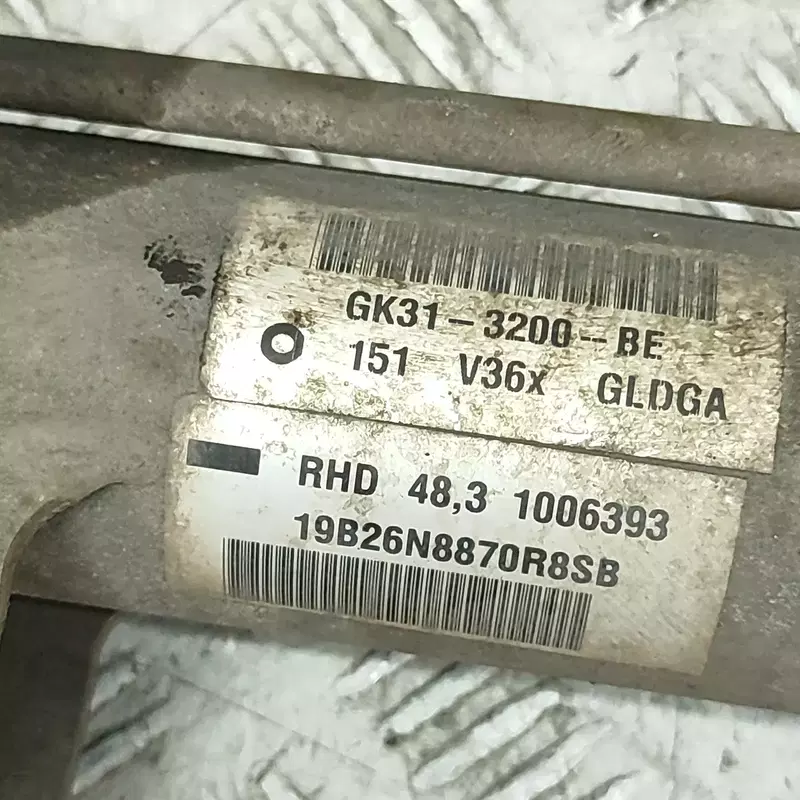 GK31-3200-BE
151 V36x GLDGA
RHD 48,3 1006393
19B26N8870R8SB